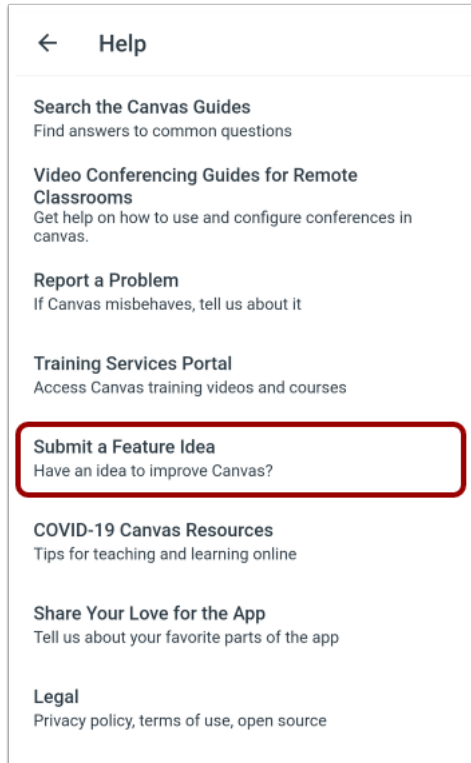 Help
Search the Canvas Guides
Find answers to common questions
Video Conferencing Guides for Remote
Classrooms
Get help on how to use and configure conferences in
canvas.
Report a Problem
If Canvas misbehaves, tell us about it
Training Services Portal
Access Canvas training videos and courses
Submit a Feature Idea
Have an idea to improve Canvas?
COVID-19 Canvas Resources
Tips for teaching and learning online
Share Your Love for the App
Tell us about your favorite parts of the app
Legal
Privacy policy, terms of use, open source